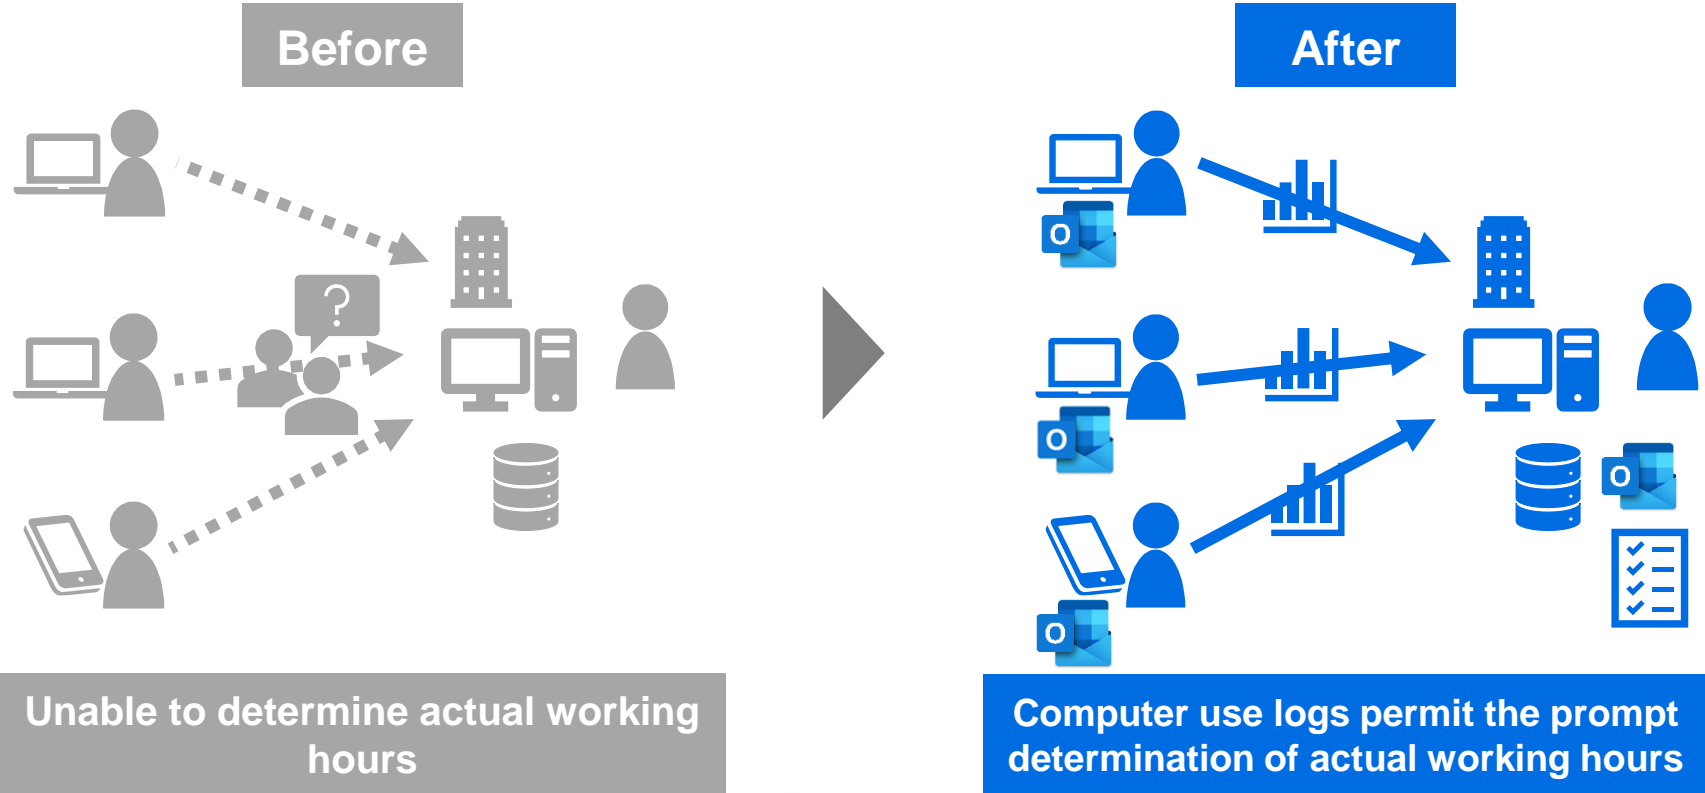 Before
After
?
O
O
O
O
Unable to determine actual working
hours
Computer use logs permit the prompt
determination of actual working hours